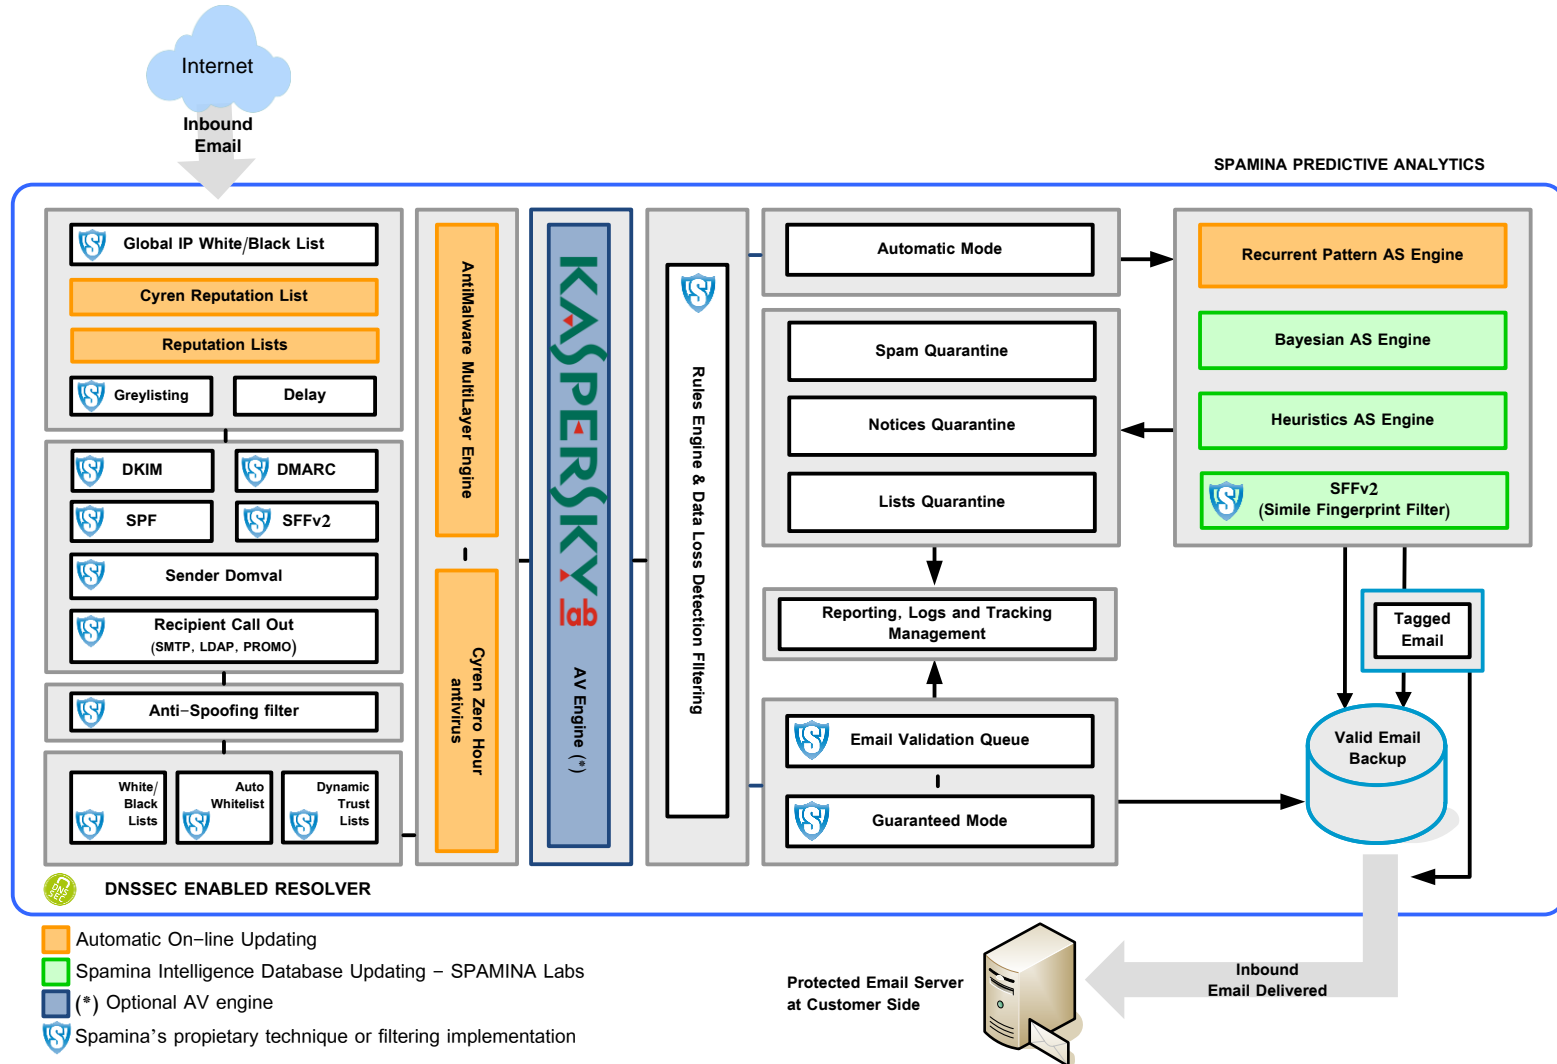 Internet
Inbound
Email
SPAMINA PREDICTIVE ANALYTICS
Global IP White/Black List
Cyren Reputation List
Reputation Lists
Greylisting
Delay
DKIM
DMARC
SPF
SFFv2
Sender Domval
Recipient Call Out
(SMTP, LDAP, PROMO)
Anti-Spoofing filter
White/
Black
Lists
Auto
Whitelist
Dynamic
Trust
Lists
AntiMalware MultiLayer Engine
Cyren Zero Hour
antivirus
KASPERSKY
lab
AV Engine (*)
Rules Engine & Data Loss Detection FIltering
Automatic Mode
Spam Quarantine
Notices Quarantine
Lists Quarantine
Reporting, Logs and Tracking
Management
Email Validation Queue
Guaranteed Mode
Recurrent Pattern AS Engine
Bayesian AS Engine
Heuristics AS Engine
SFFv2
(Simile Fingerprint Filter)
Tagged
Email
Valid Email
Backup
DNS
SEC
DNSSEC ENABLED RESOLVER
Automatic On-line Updating
Spamina Intelligence Database Updating - SPAMINA Labs
(*) Optional AV engine
Spamina's propietary technique or filtering implementation
Protected Email Server
at Customer Side
Inbound
Email Delivered